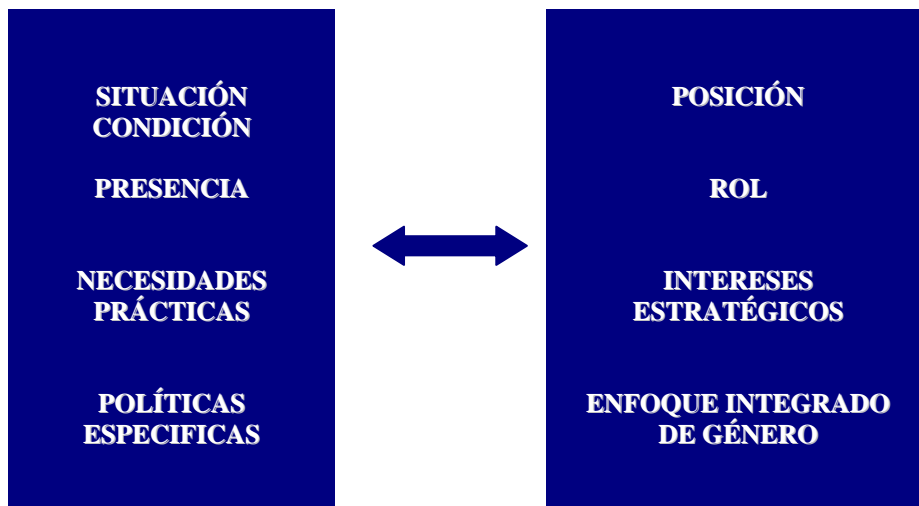 SITUACIÓN
CONDICIÓN
PRESENCIA
NECESIDADES
PRÁCTICAS
POLÍTICAS
ESPECIFICAS
POSICIÓN
ROL
INTERESES
ESTRATÉGICOS
ENFOQUE INTEGRADO
DE GÉNERO